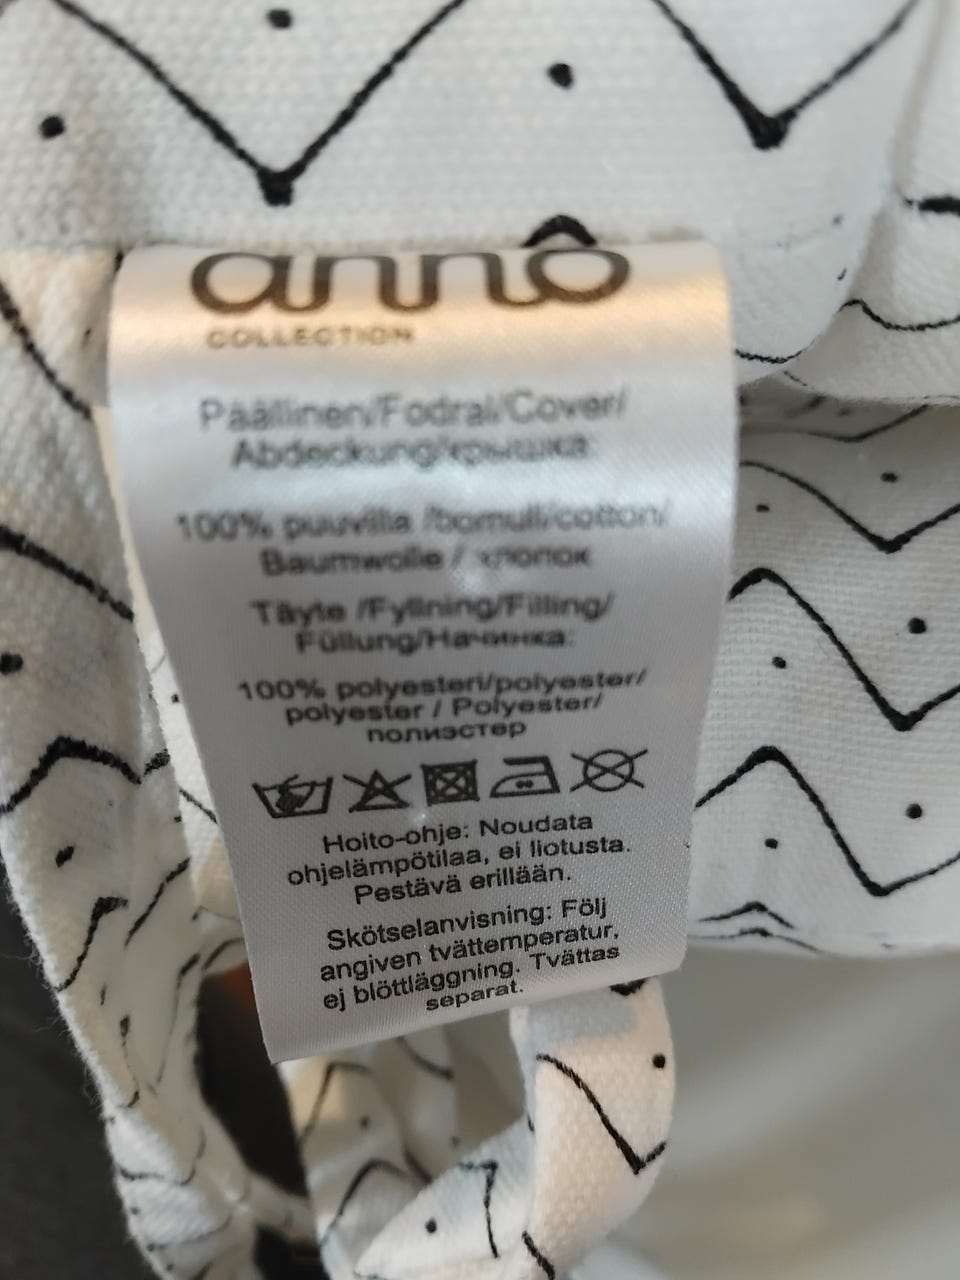 anno
COLLECTION
Päällinen/Fodral/Cover/
Abdeckung/крышка:
100% puuvilla /bomull/cotton/
Baumwolle / хлопок
Täyte /Fyllning/Filling/
Füllung/Начинка:
100% polyesteri/polyester/
polyester / Polyester/
полиэстер
Hoito-ohje: Noudata
ohjelämpötilaa, ei liotusta.
Pestävä erillään.
Skötselanvisning: Följ
angiven tvättemperatur,
ej blöttläggning. Tvättas
separat.